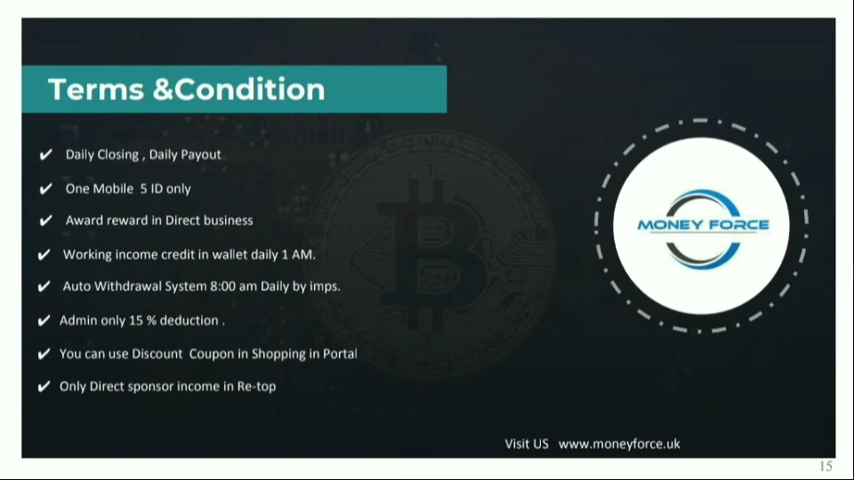 Terms &Condition
✔ Daily Closing , Daily Payout
✔ One Mobile 5 ID only
✔ Award reward in Direct business
✔ Working income credit in wallet daily 1 AM.
✔ Auto Withdrawal System 8:00 am Daily by imps.
✔ Admin only 15 % deduction .
✔ You can use Discount Coupon in Shopping in Portal
✔ Only Direct sponsor income in Re-top
MONEY FORCE
Visit US www.moneyforce.uk
15